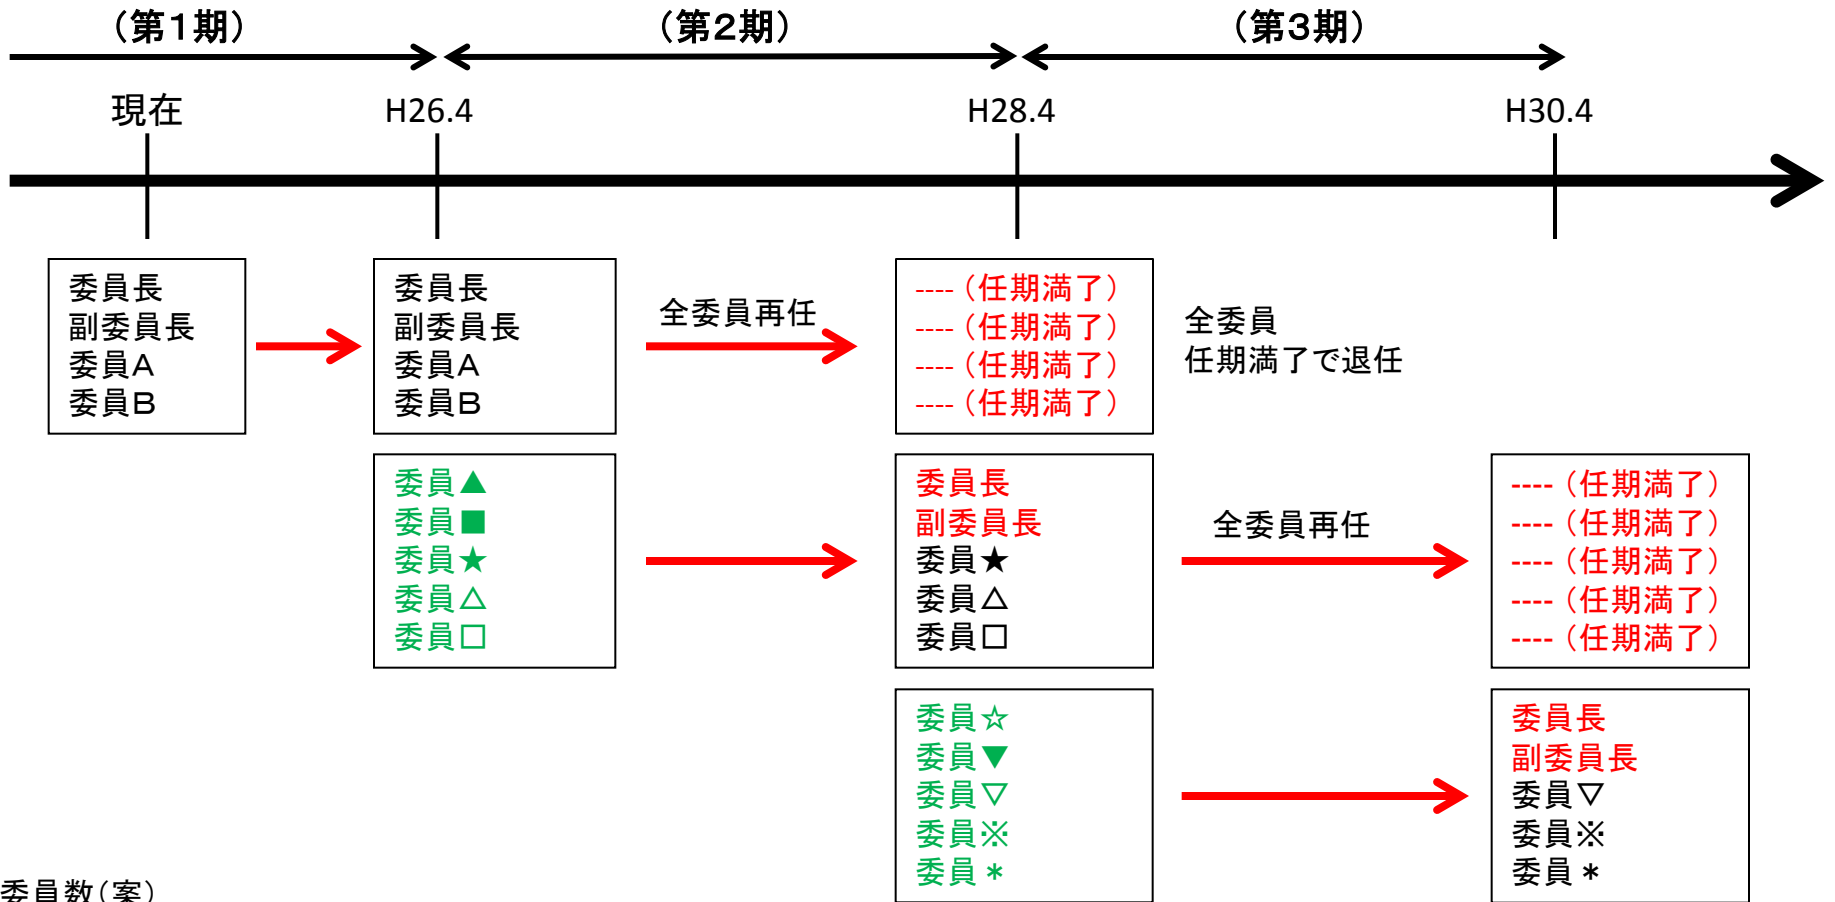 （第１期）
（第２期）
（第３期）
現在
H26.4
H28.4
H30.4
委員長
副委員長
委員A
委員B
委員長
副委員長
委員A
委員B
全委員再任
----（任期満了）
----（任期満了）
----（任期満了）
----（任期満了）
全委員
任期満了で退任
委員▲
委員■
委員★
委員△
委員□
委員長
副委員長
委員★
委員△
委員□
全委員再任
----（任期満了）
----（任期満了）
----（任期満了）
----（任期満了）
----（任期満了）
委員☆
委員▼
委員▽
委員※
委員＊
委員長
副委員長
委員▽
委員※
委員＊
委員数（案）